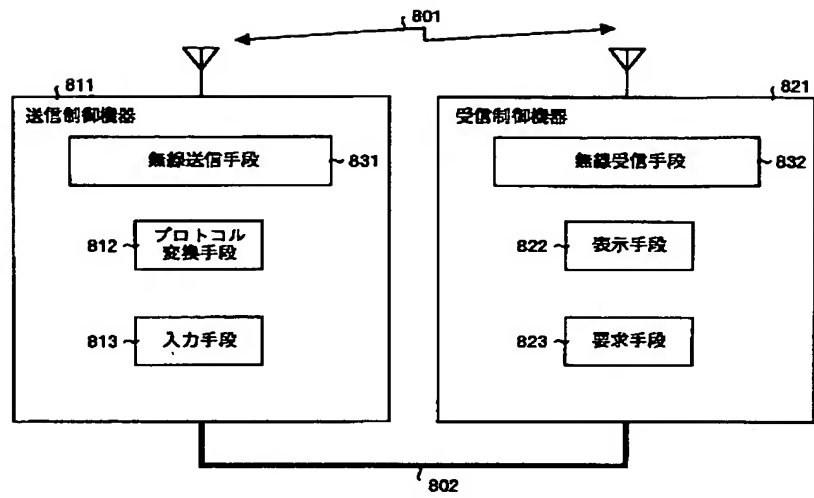 801
811
821
送信制御機器
受信制御機器
無線送信手段
831
無線受信手段
832
812
プロトコル
変換手段
822
表示手段
813
入力手段
823
要求手段
802